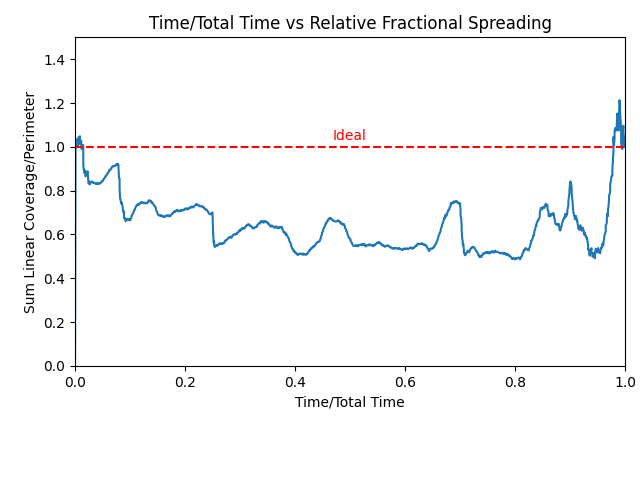 Time/Total Time vs Relative Fractional Spreading
Sum Linear Coverage/Perimeter
1.4
1.2
1.0
0.8
0.6
0.4
0.2
0.0
Ideal
0.0 0.2 0.4 0.6 0.8 1.0
Time/Total Time